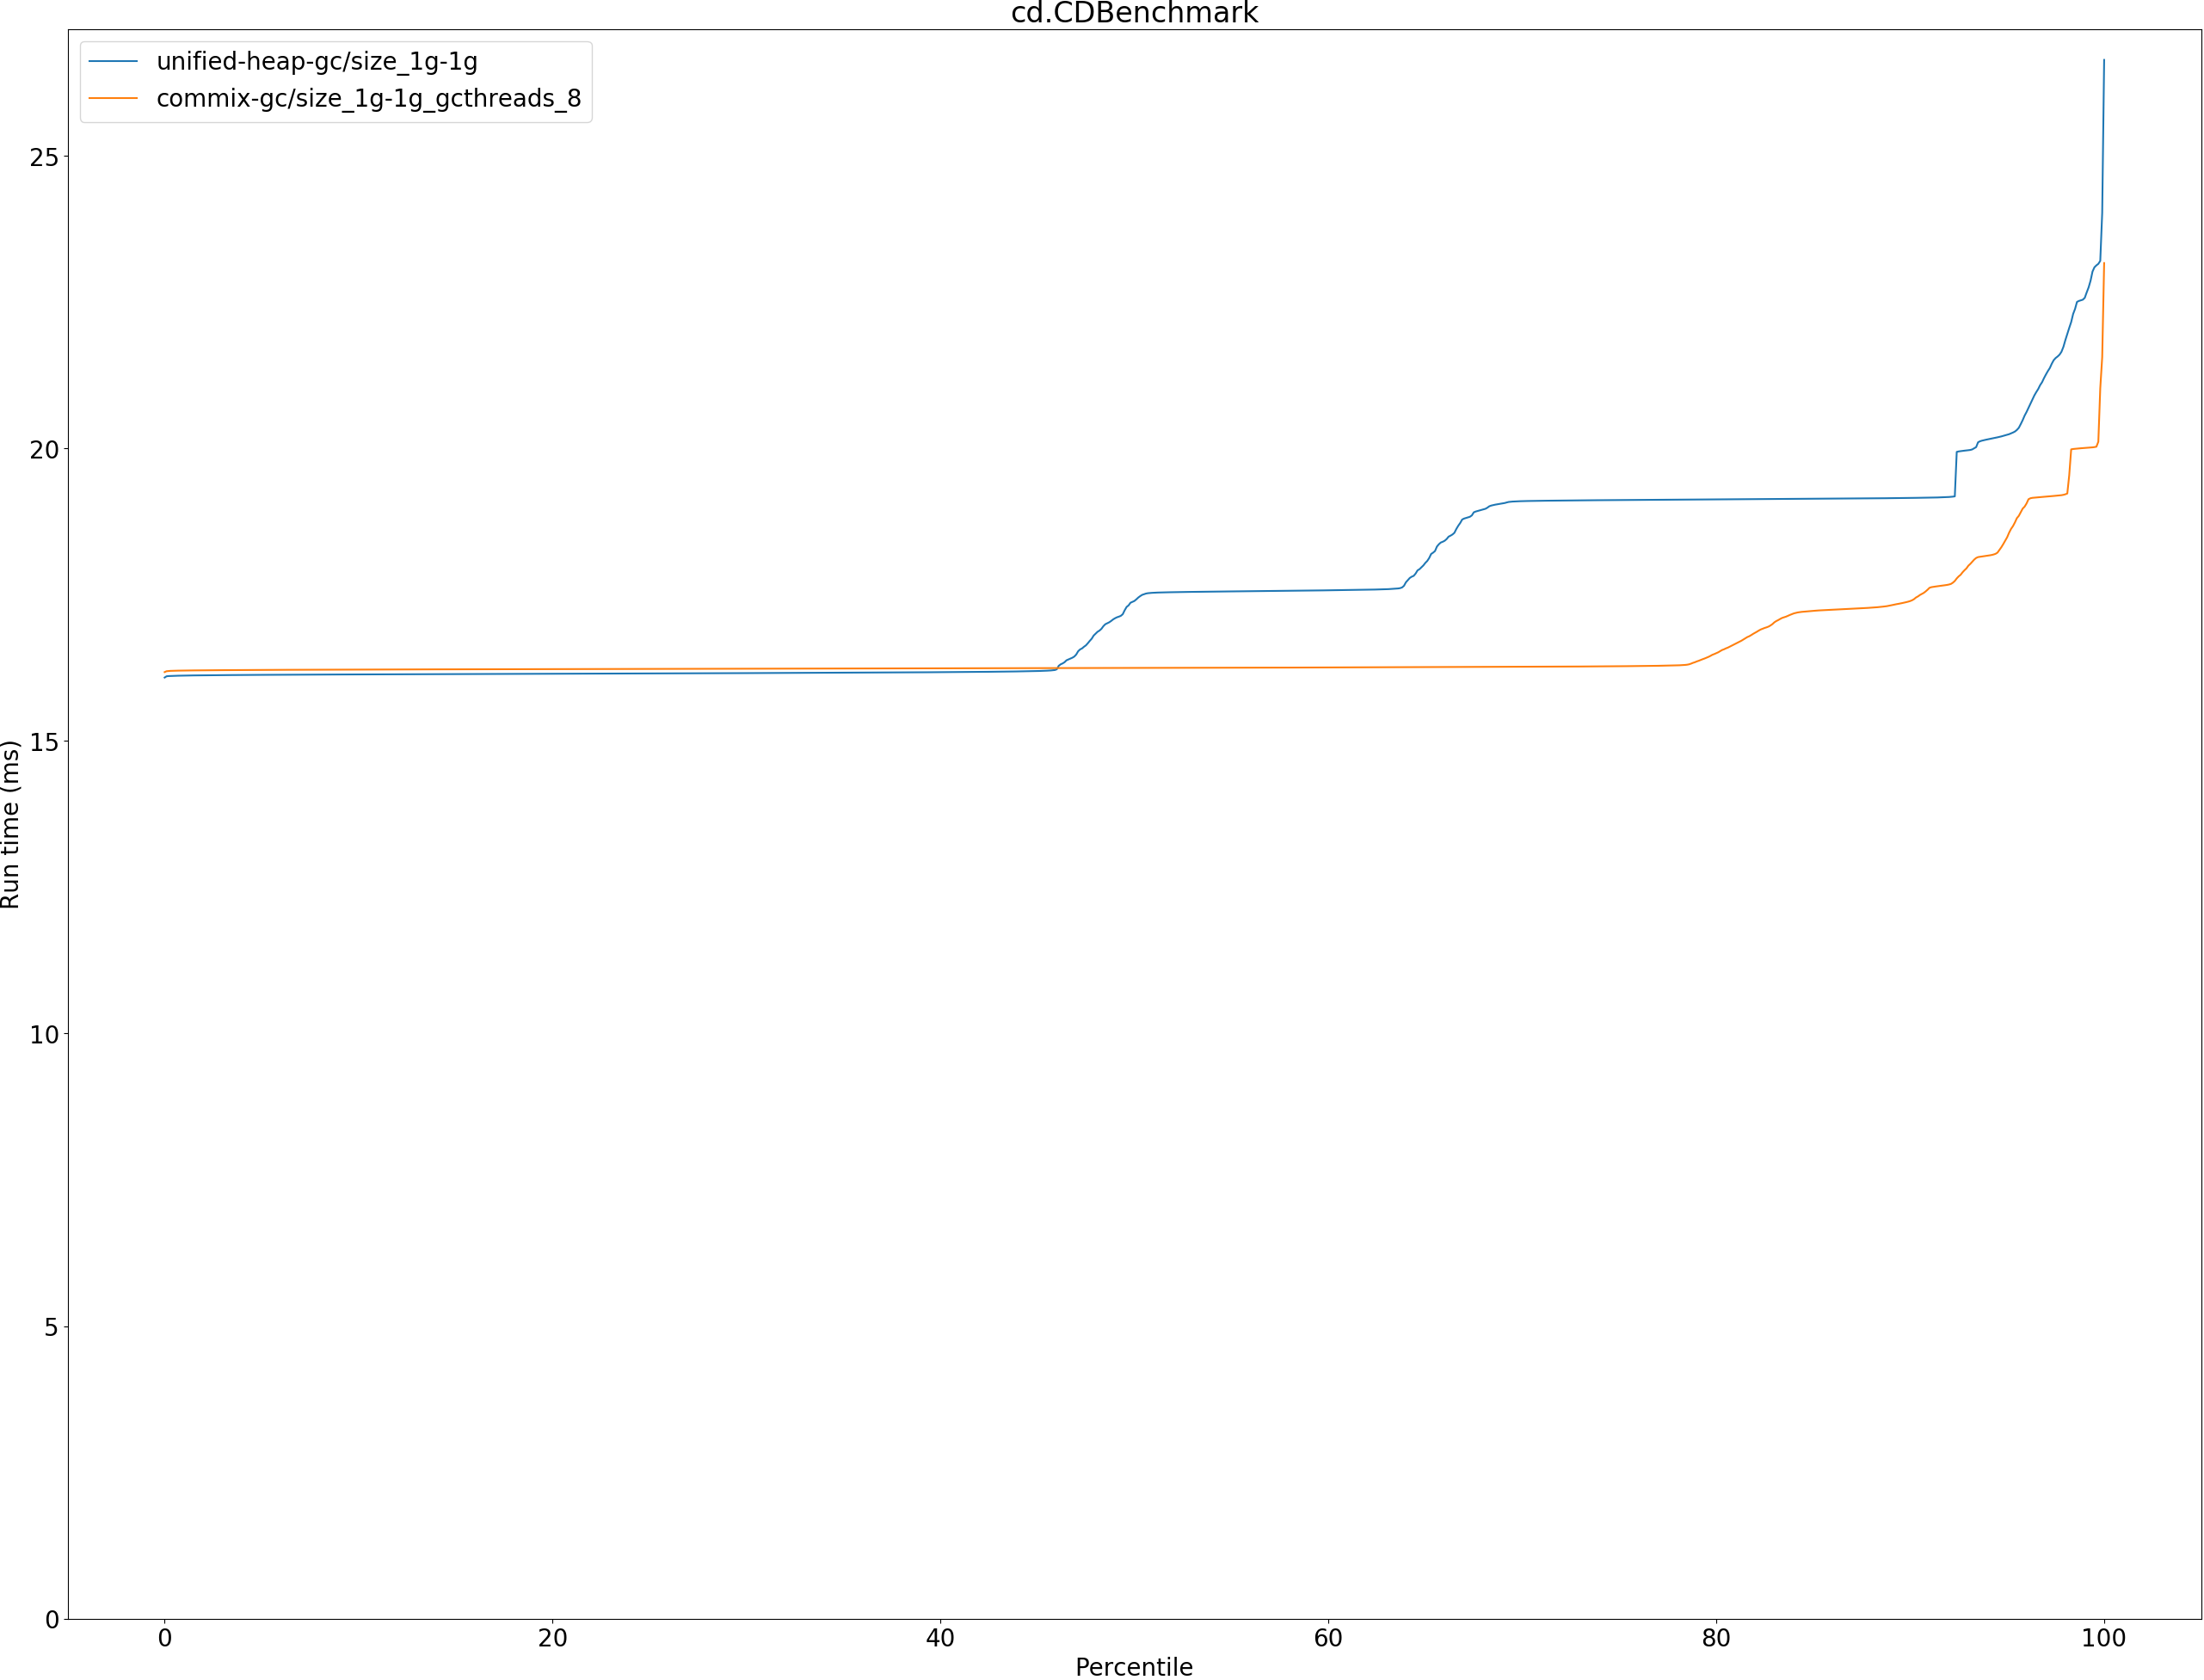 cd.CDBenchmark
unified-heap-gc/size_1g-1g
commix-gc/size_1g-1g_gcthreads_8
25
20
15
10
5
0
Run time (ms)
0 20 40 60 80 100
Percentile